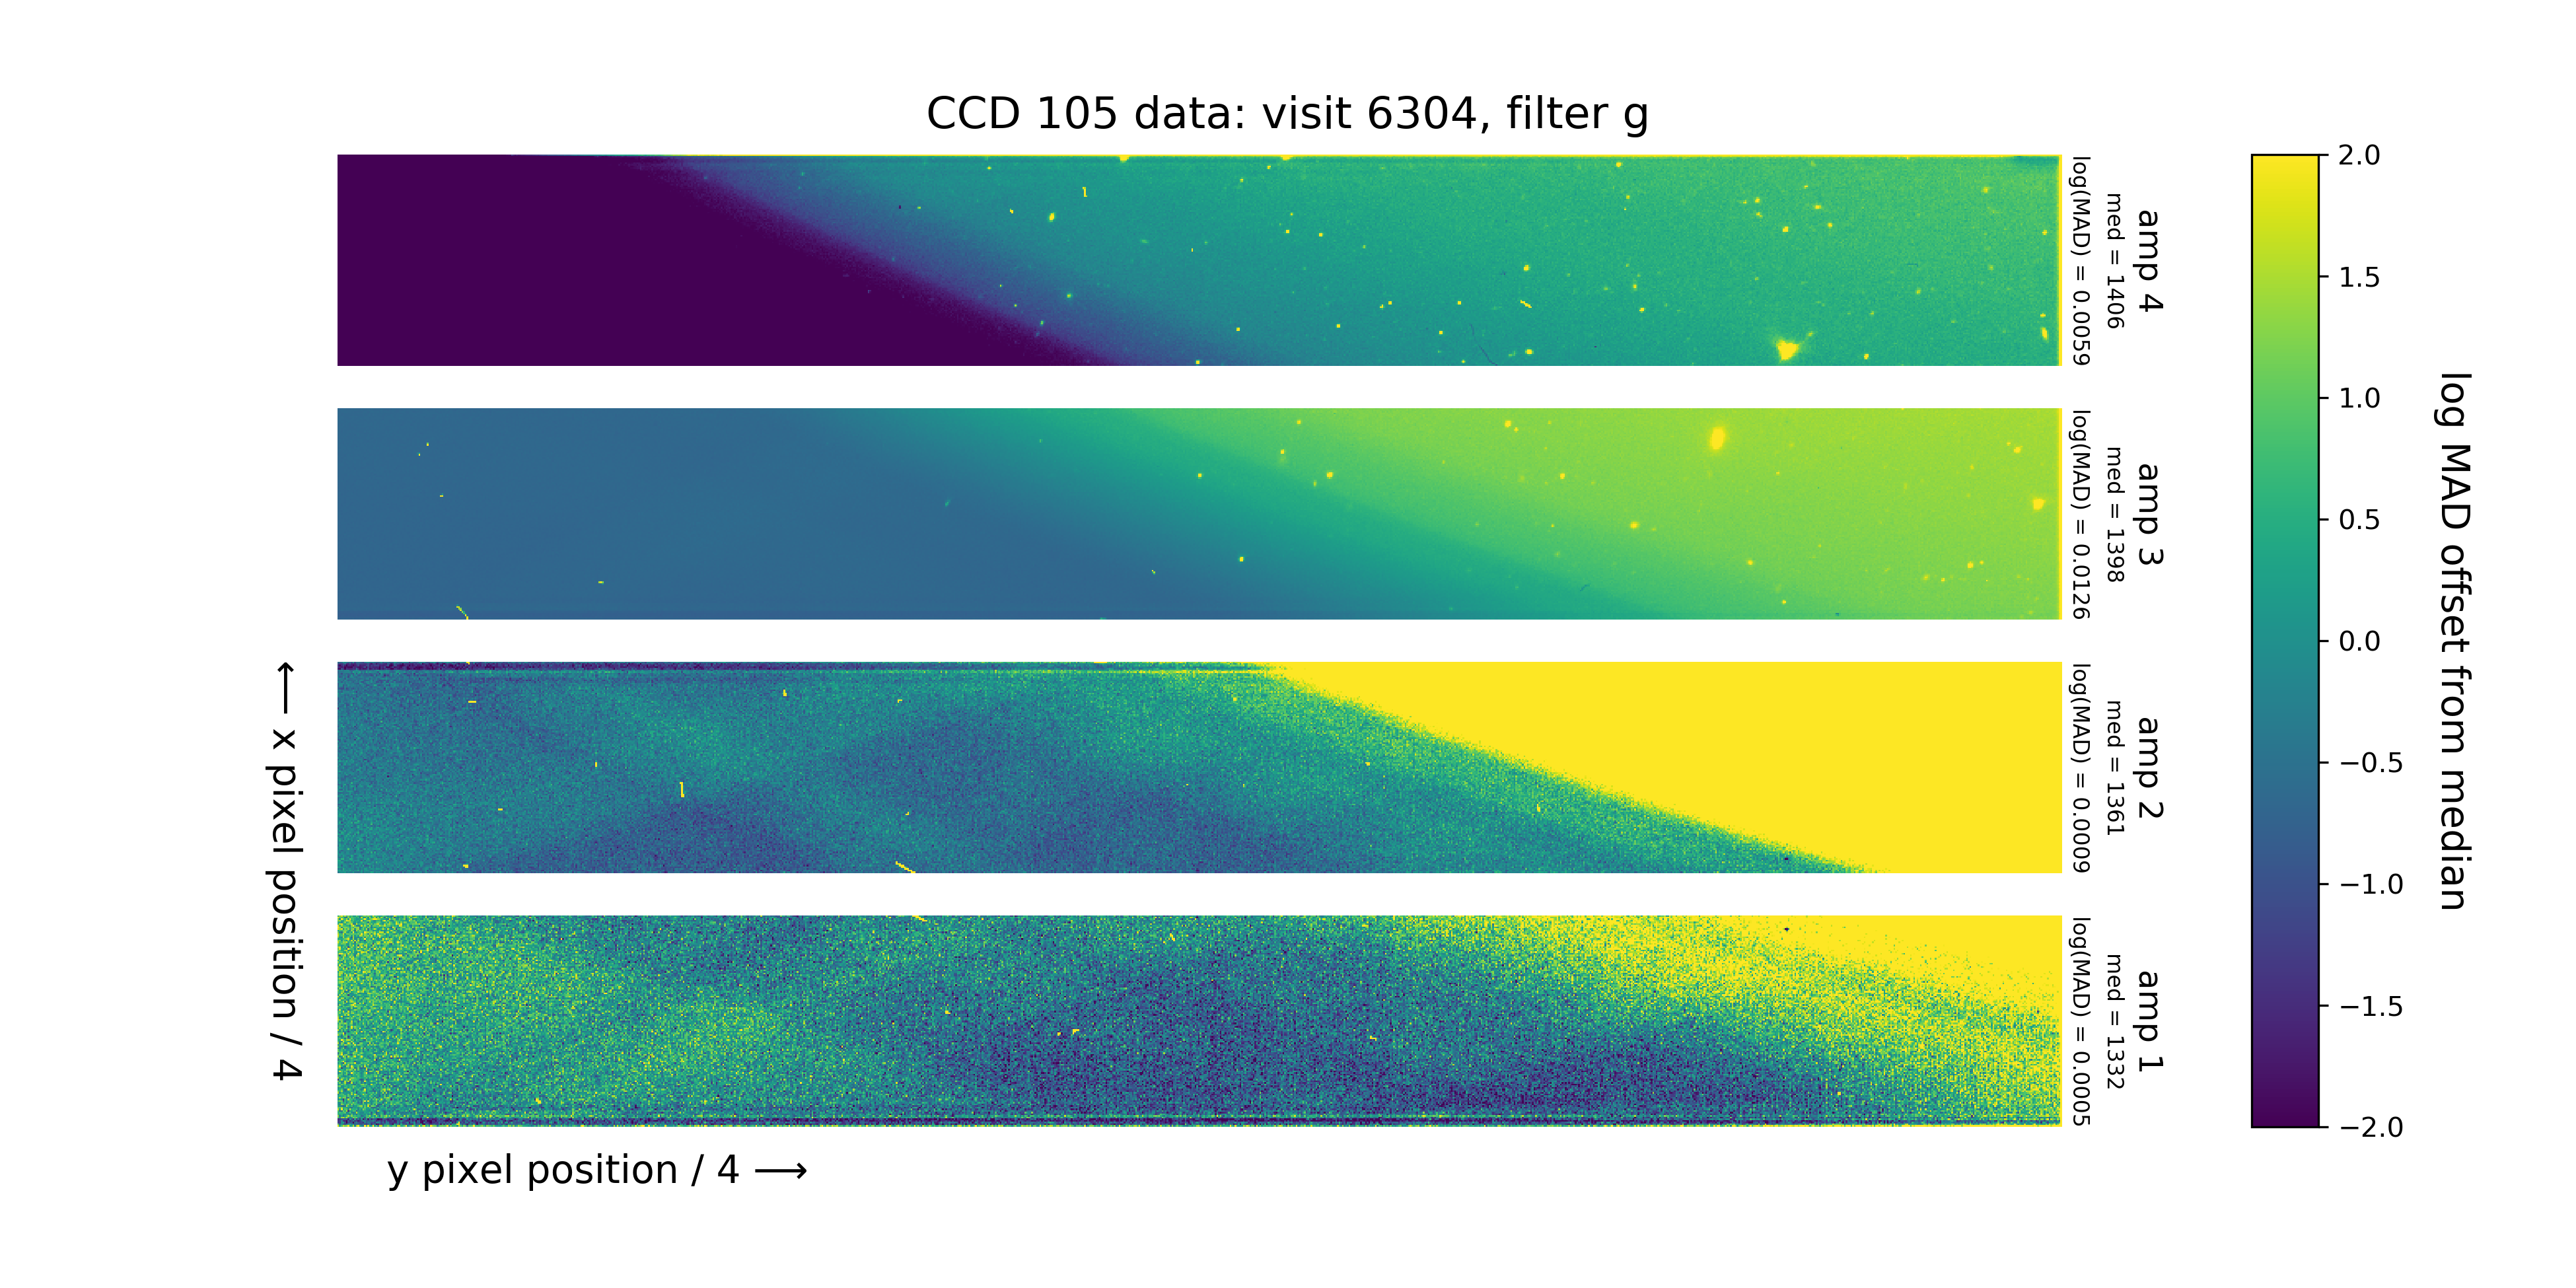 CCD 105 data: visit 6304, filter g
amp 4
med = 1406
log(MAD) = 0.0059
amp 3
med = 1398
log(MAD) = 0.0126
amp 2
med = 1361
log(MAD) = 0.0009
amp 1
med = 1332
log(MAD) = 0.0005
⟵ x pixel position / 4
y pixel position / 4 ⟶
2.0
1.5
1.0
0.5
0.0
−0.5
−1.0
−1.5
−2.0
log MAD offset from median